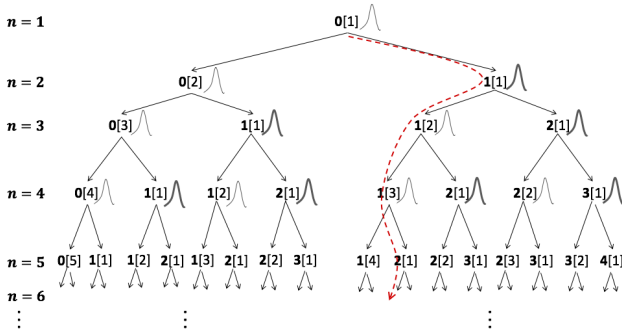 n = 1 0[1]
n = 2 0[2] 1[1]
n = 3 0[3] 1[1] 1[2] 2[1]
n = 4 0[4] 1[1] 1[2] 2[1] 1[3] 2[1] 2[2] 3[1]
n = 5 0[5] 1[1] 1[2] 2[1] 1[3] 2[1] 2[2] 3[1] 1[4] 2[1] 2[2] 2[1] 2[3] 3[1] 3[2] 4[1]
n = 6
⋮ ⋮ ⋮